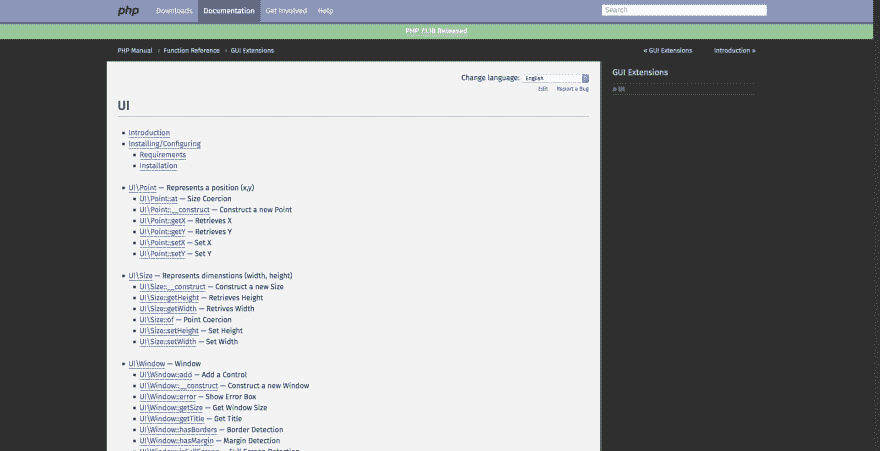 php Downloads Documentation Get Involved Help Search
PHP 7.1.18 Released
PHP Manual › Function Reference › GUI Extensions « GUI Extensions Introduction »
Change language: English
Edit Report a Bug
GUI Extensions
» UI
UI
• Introduction
• Installing/Configuring
• Requirements
• Installation
• UI\Point — Represents a position (x,y)
• UI\Point::at — Size Coercion
• UI\Point::__construct — Construct a new Point
• UI\Point::getX — Retrieves X
• UI\Point::getY — Retrieves Y
• UI\Point::setX — Set X
• UI\Point::setY — Set Y
• UI\Size — Represents dimenstions (width, height)
• UI\Size::__construct — Construct a new Size
• UI\Size::getHeight — Retrieves Height
• UI\Size::getWidth — Retrives Width
• UI\Size::of — Point Coercion
• UI\Size::setHeight — Set Height
• UI\Size::setWidth — Set Width
• UI\Window — Window
• UI\Window::add — Add a Control
• UI\Window::__construct — Construct a new Window
• UI\Window::error — Show Error Box
• UI\Window::getSize — Get Window Size
• UI\Window::getTitle — Get Title
• UI\Window::hasBorders — Border Detection
• UI\Window::hasMargin — Margin Detection